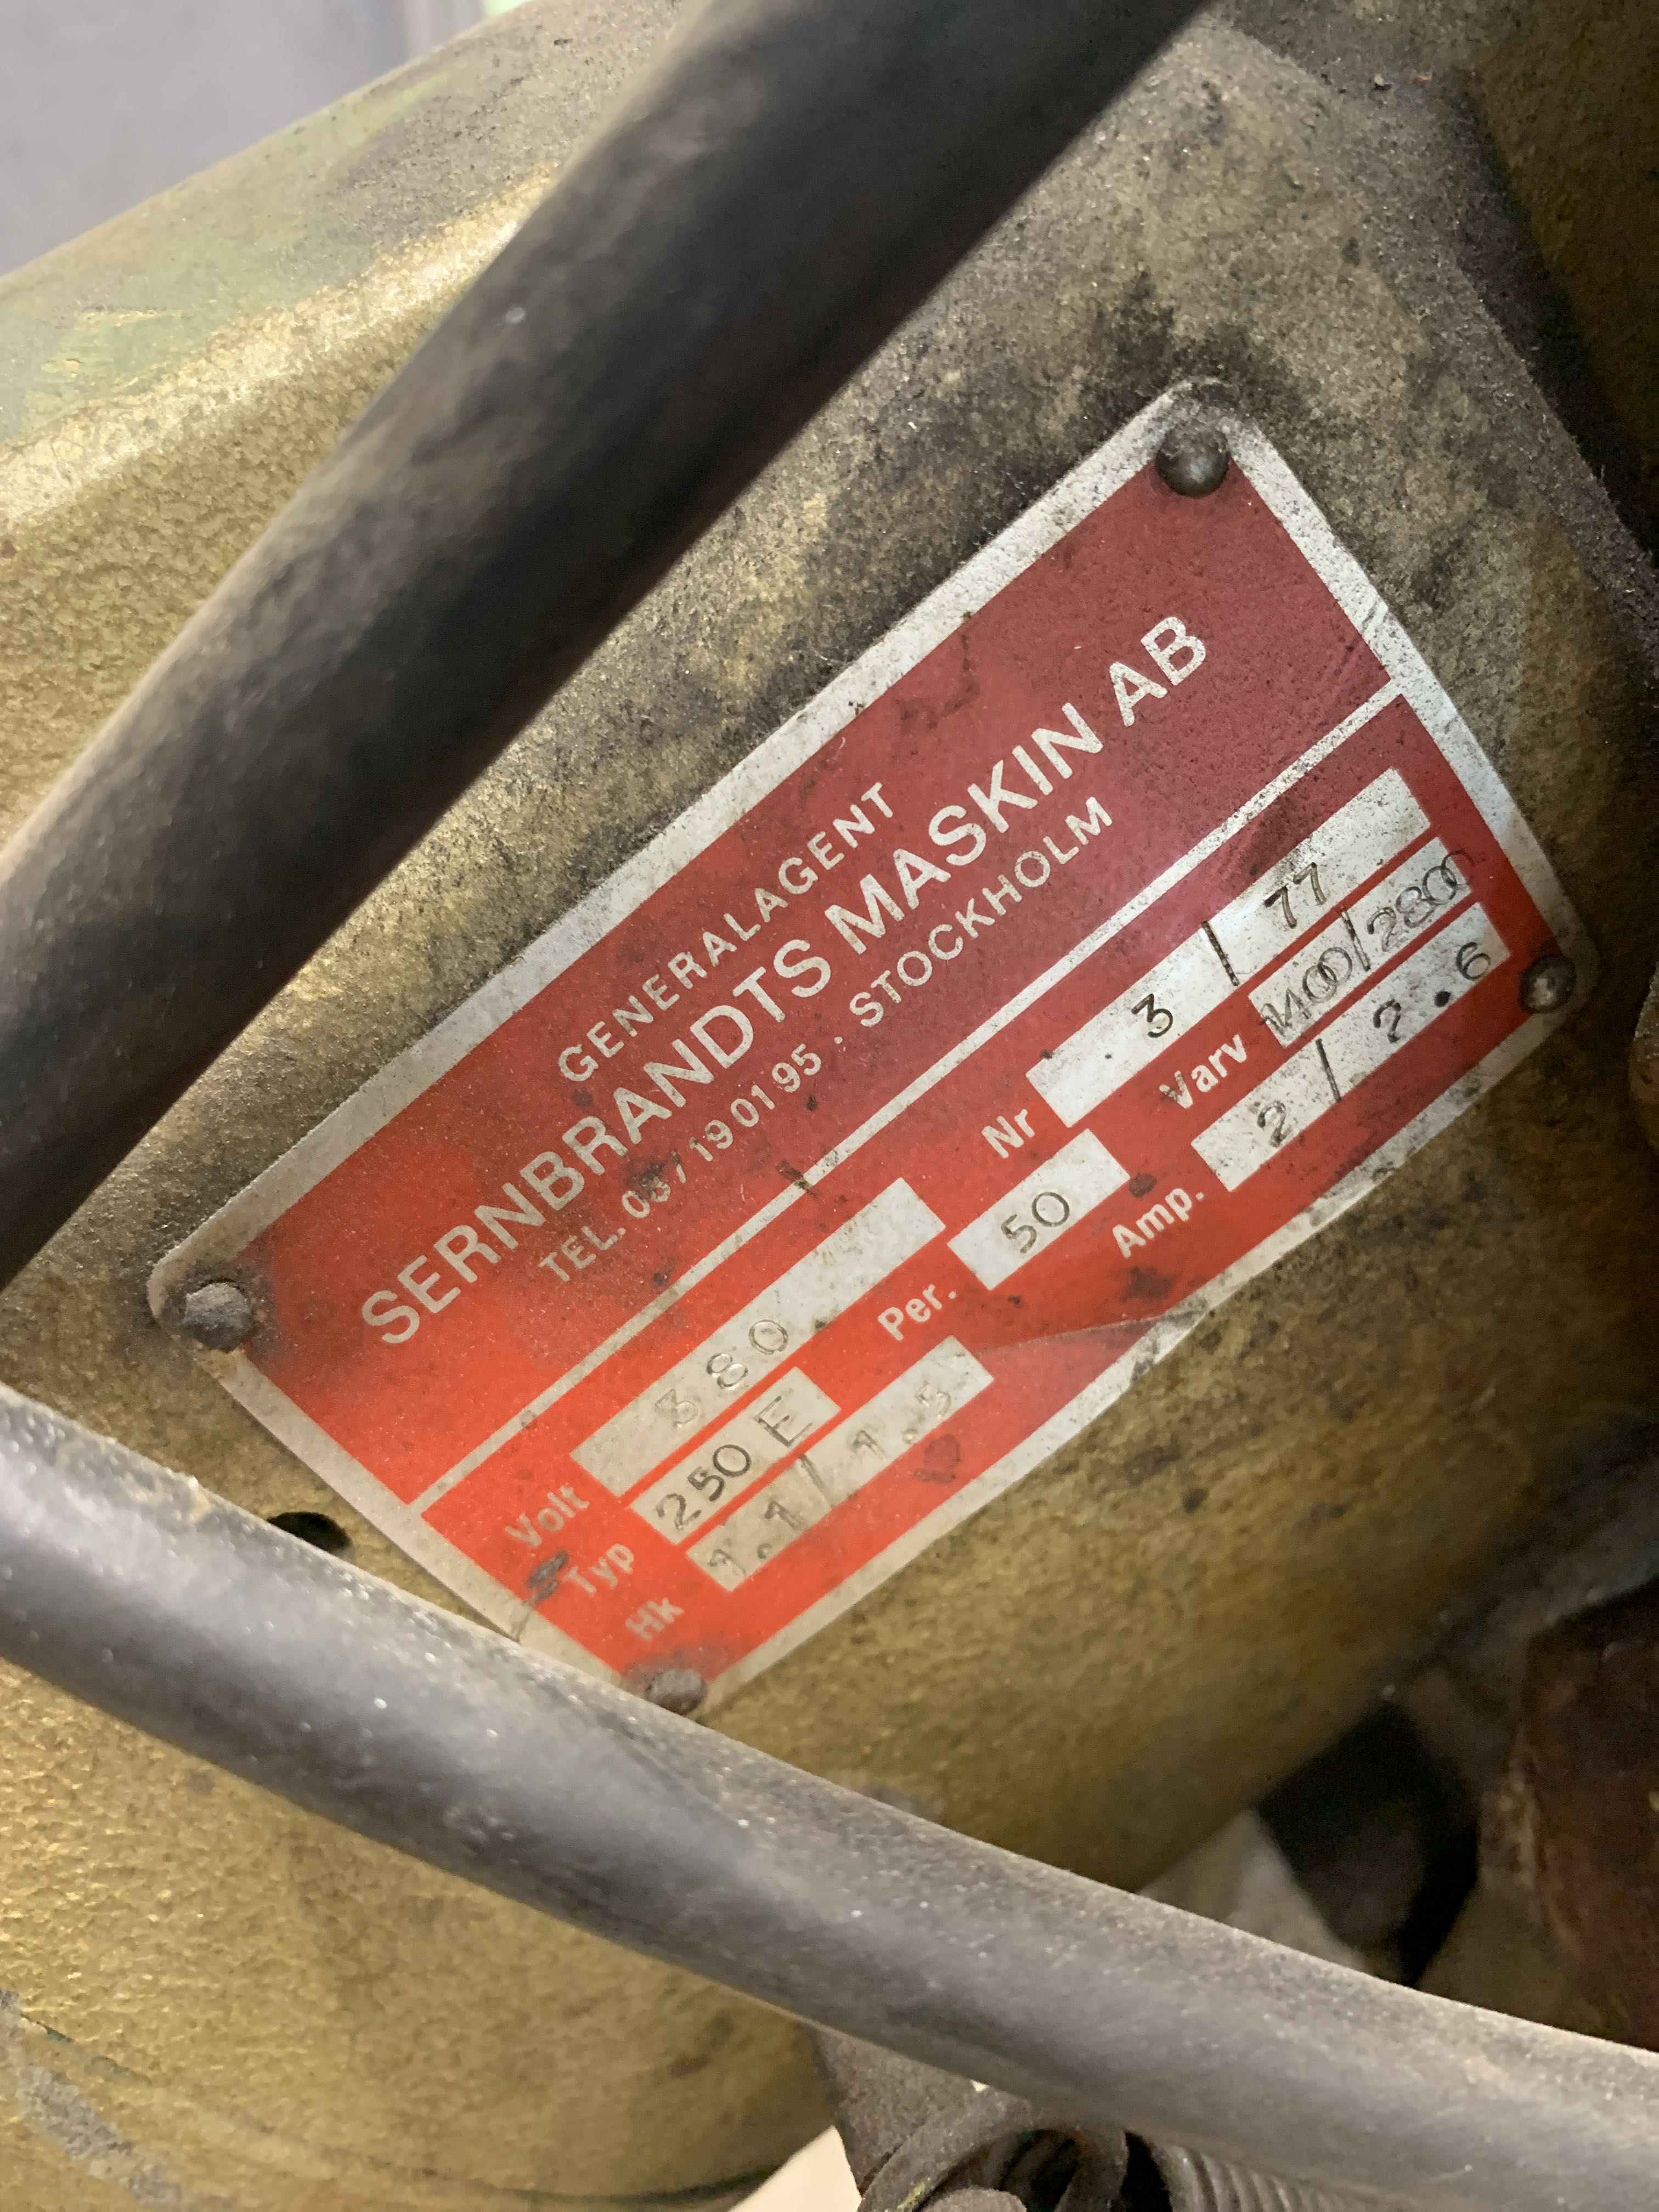 GENERALAGENT
SERNBRANDTS MASKIN AB
TEL. 08/19 01 95 · STOCKHOLM
Nr 3/77
Volt 380
Typ 250 E Per. 50 Varv 1400/2800
Hk 1.1/1.5 Amp. 2/2.6